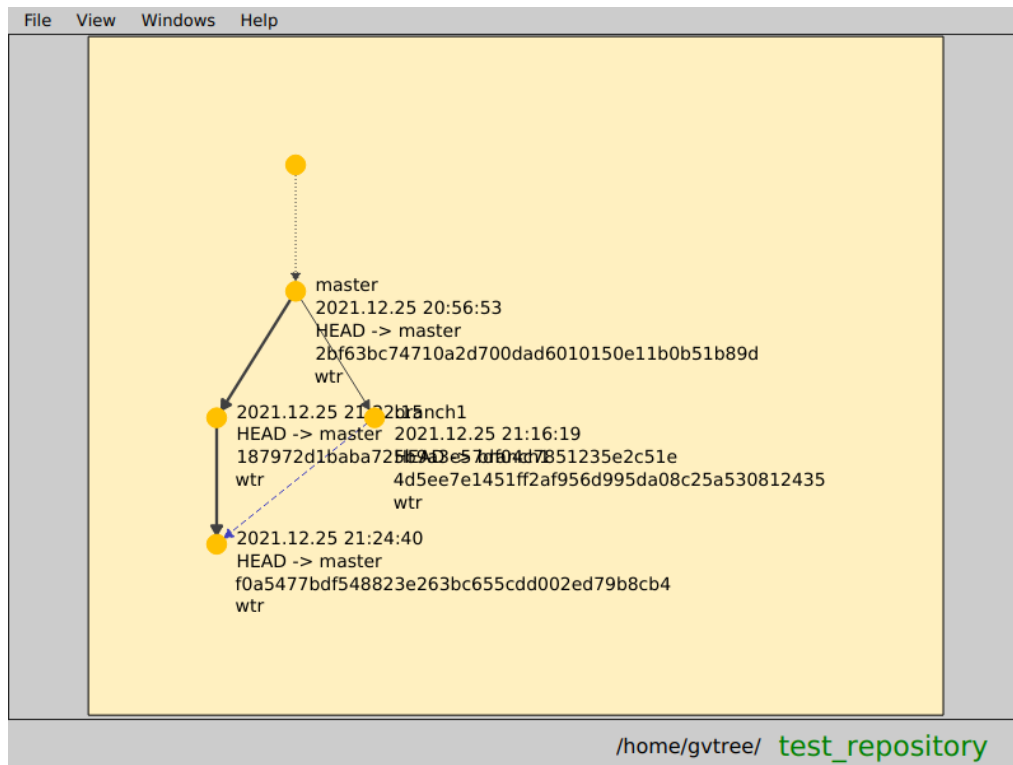 File View Windows Help
master
2021.12.25 20:56:53
HEAD -> master
2bf63bc74710a2d700dad6010150e11b0b51b89d
wtr
2021.12.25
branch1
HEAD -> master
2021.12.25 21:16:19
wtr
4d5ee7e1451ff2af956d995da08c25a530812435
wtr
2021.12.25 21:24:40
HEAD -> master
f0a5477bdf548823e263bc655cdd002ed79b8cb4
wtr
/home/gvtree/ test_repository